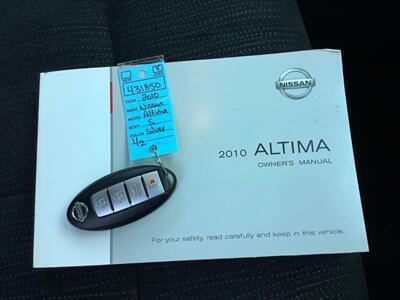 NEW
X
431850
YEAR 2010
MAKE Nissan
MODEL Altima
BODY S
COLOR Silver
1/2
NISSAN
2010 ALTIMA
OWNER'S MANUAL
For your safety, read carefully and keep in this vehicle.